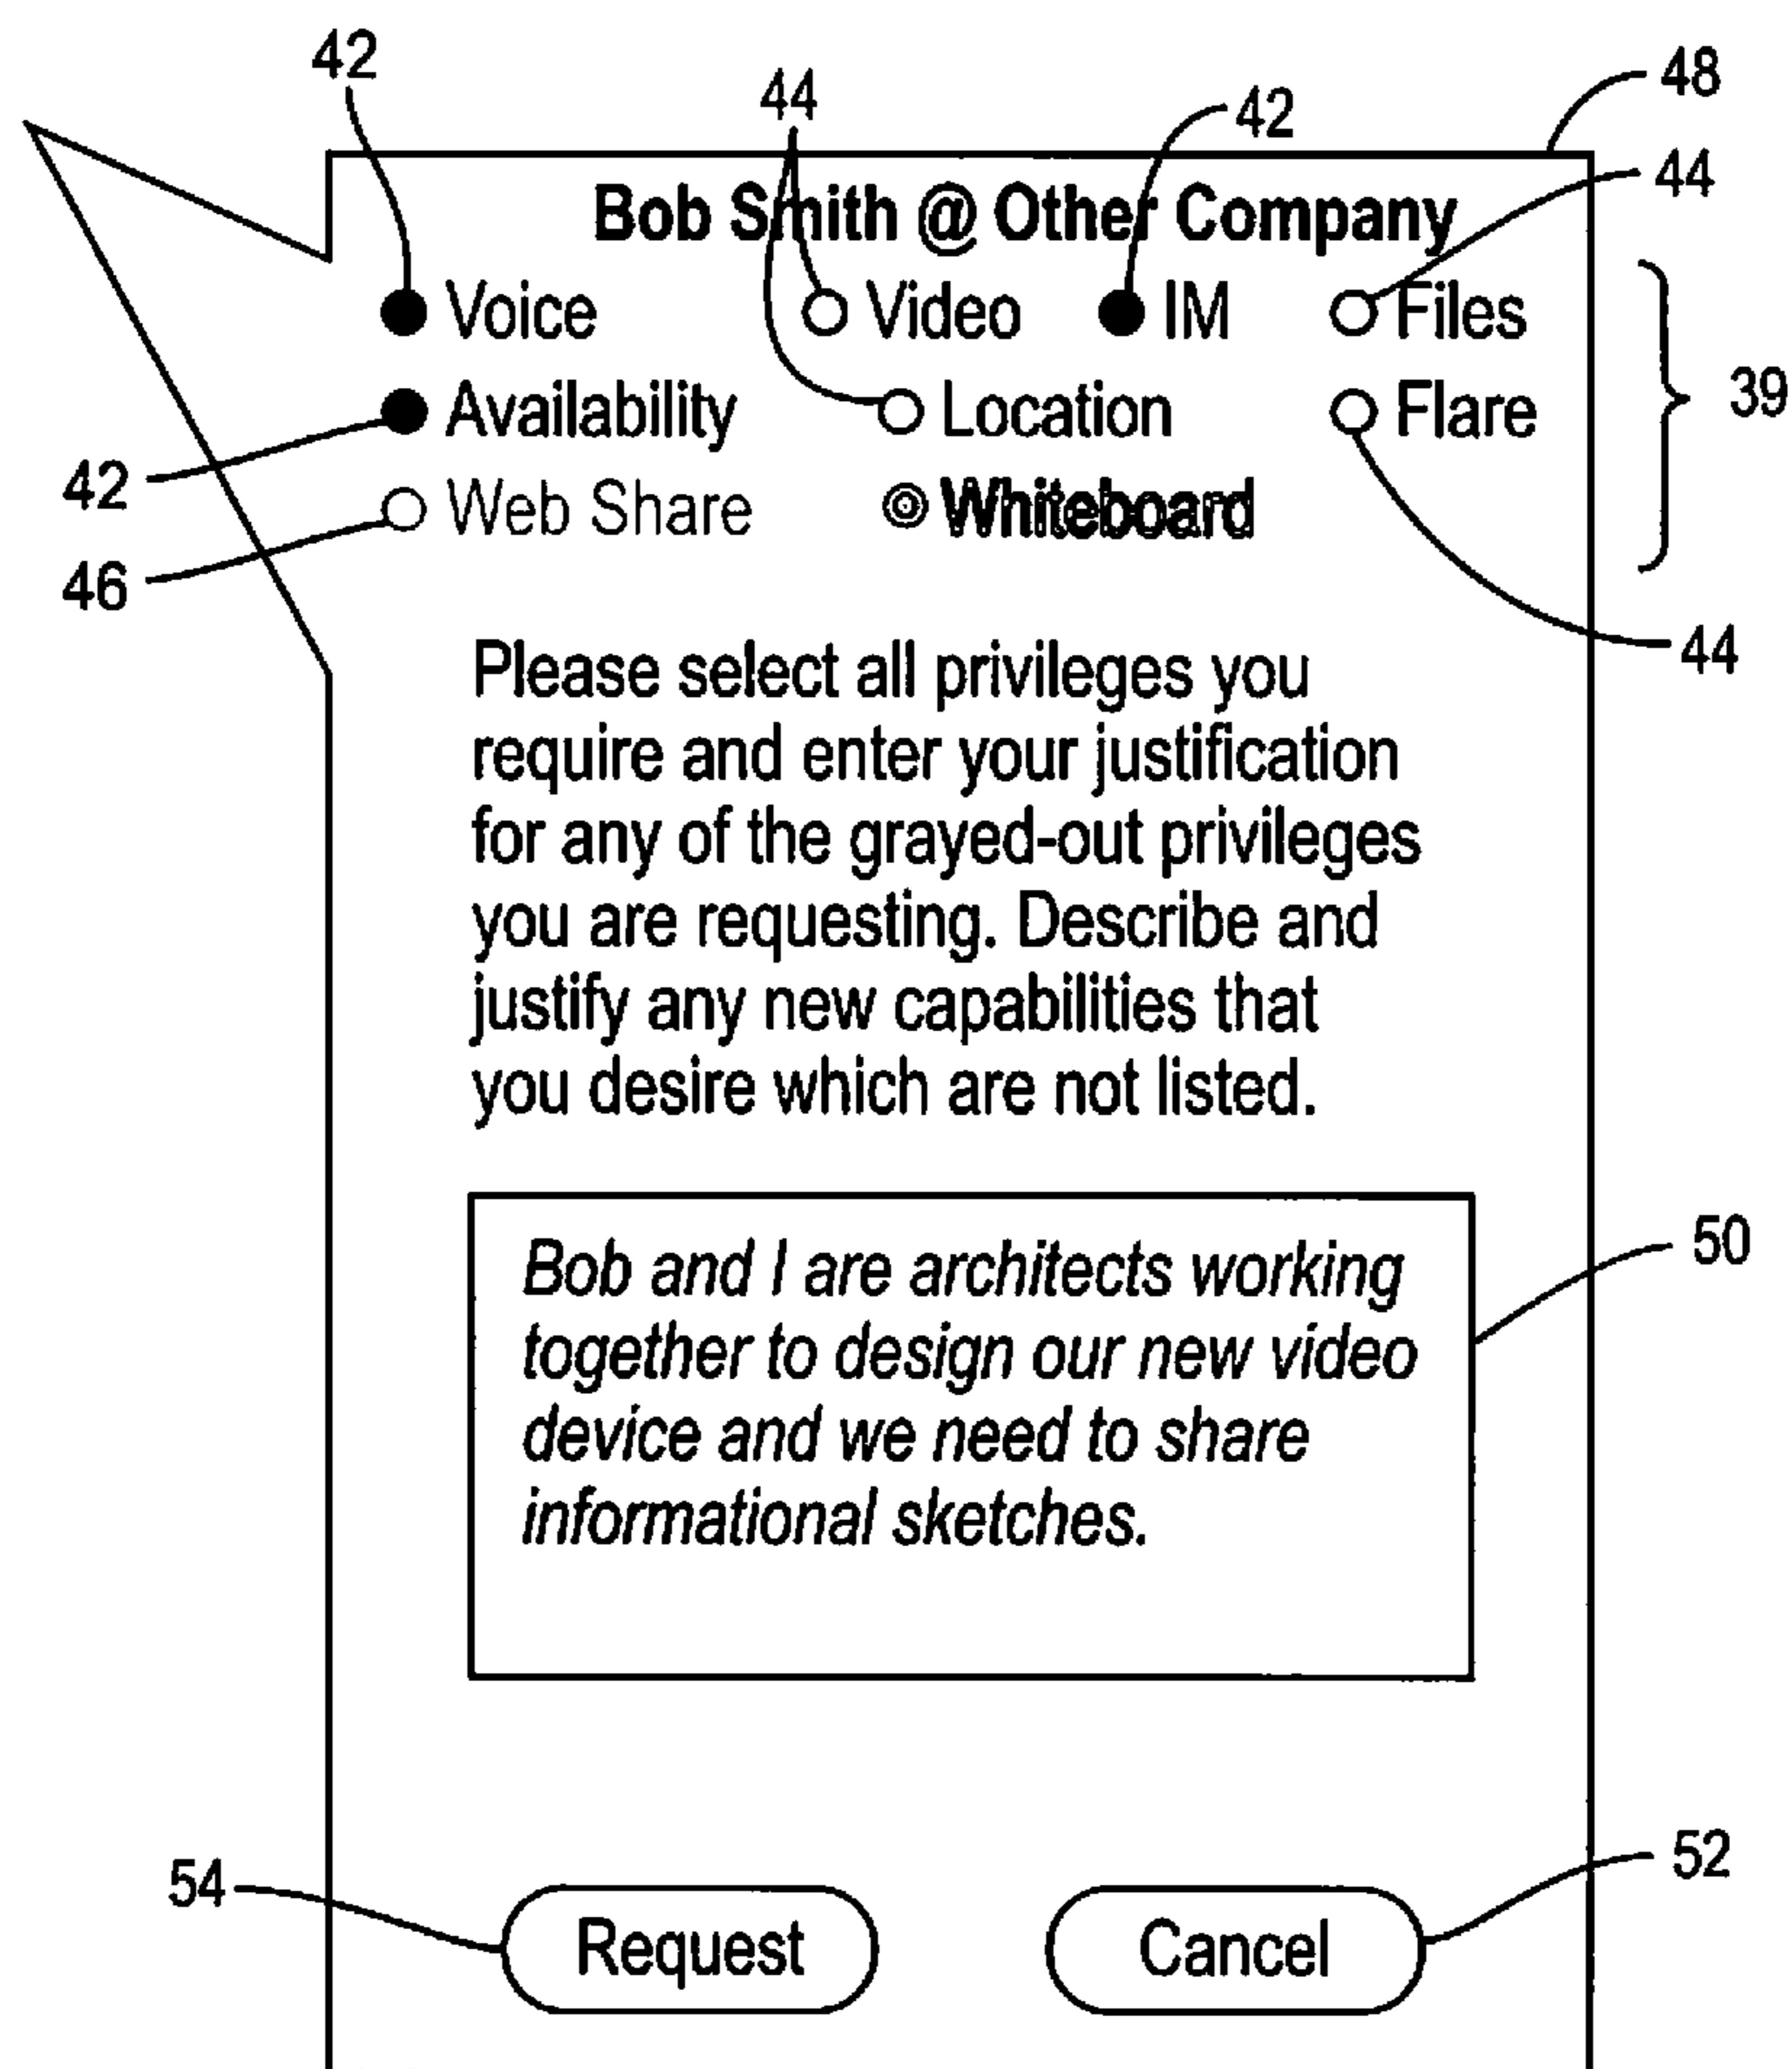 42
44
42
48
44
Bob Smith @ Other Company
Voice Video IM Files
39
Availability Location Flare
42
Web Share Whiteboard
46
44
Please select all privileges you
require and enter your justification
for any of the grayed-out privileges
you are requesting. Describe and
justify any new capabilities that
you desire which are not listed.
50
Bob and I are architects working
together to design our new video
device and we need to share
informational sketches.
54
52
Request Cancel